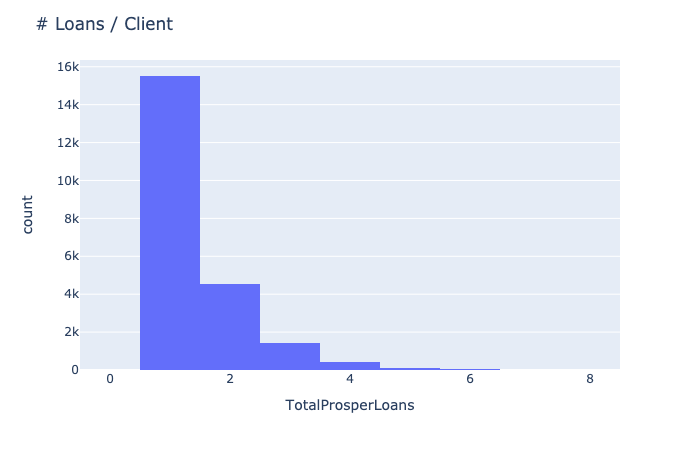 # Loans / Client
16k
14k
12k
10k
8k
6k
4k
2k
0
count
0 2 4 6 8
TotalProsperLoans